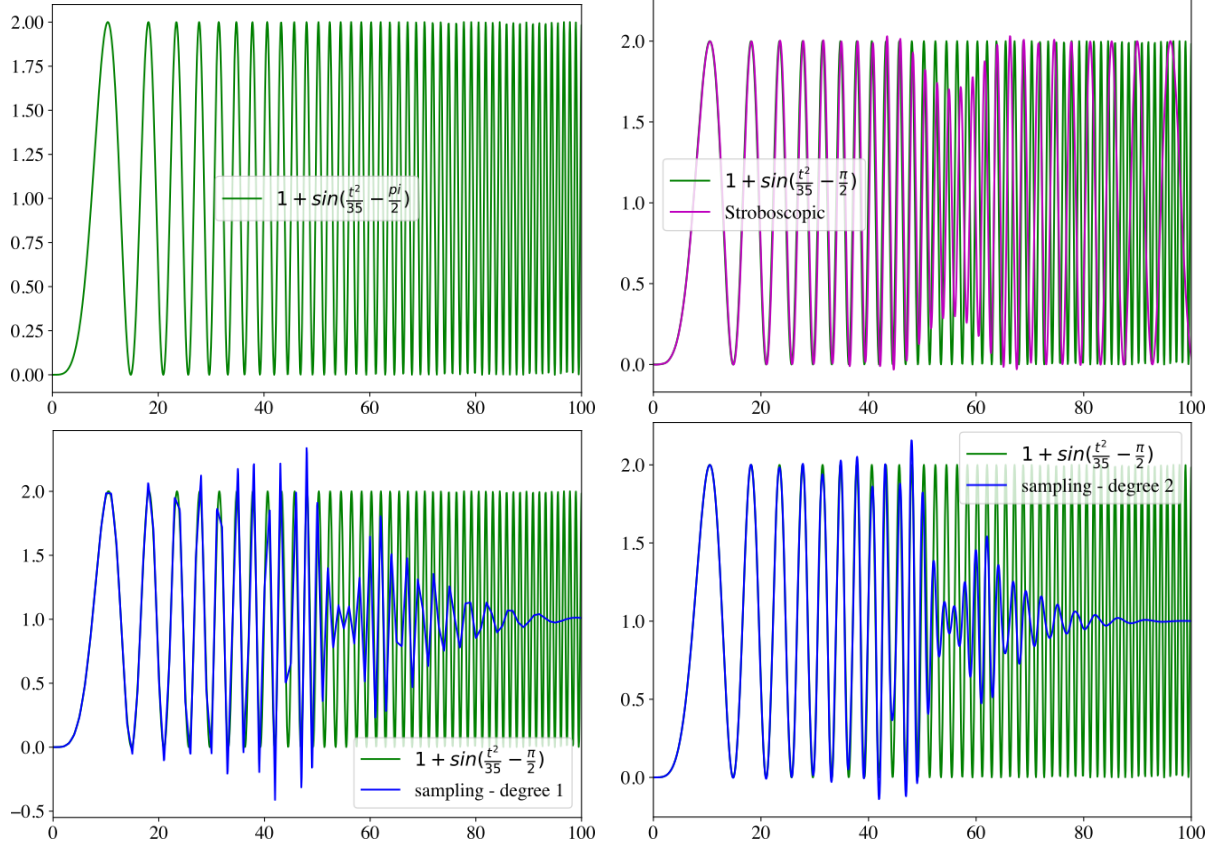 2.00
1.75
1.50
1.25
1.00
0.75
0.50
0.25
0.00
0 20 40 60 80 100
1 + sin(t²/35 − pi/2)
2.0
1.5
1.0
0.5
0.0
0 20 40 60 80 100
1 + sin(t²/35 − π/2)
Stroboscopic
2.0
1.5
1.0
0.5
0.0
−0.5
0 20 40 60 80 100
1 + sin(t²/35 − π/2)
sampling - degree 1
2.0
1.5
1.0
0.5
0.0
0 20 40 60 80 100
1 + sin(t²/35 − π/2)
sampling - degree 2